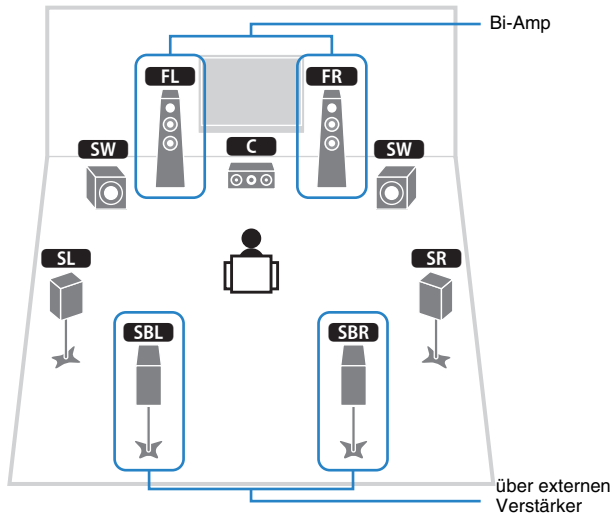 Bi-Amp
FL
FR
SW
C
SW
SL
SR
SBL
SBR
über externen
Verstärker